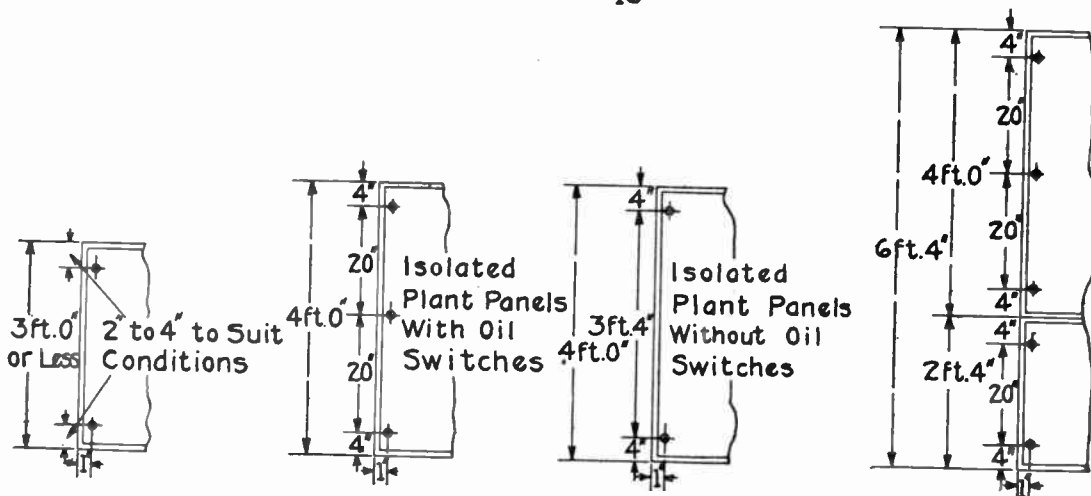 3ft.0"
or Less
2" to 4" to Suit
Conditions
1"
4"
20"
4ft.0"
20"
4"
1"
Isolated
Plant Panels
With Oil
Switches
4"
3ft.4"
4ft.0"
4"
1"
Isolated
Plant Panels
Without Oil
Switches
4"
20"
4ft.0"
20"
6ft.4"
4"
4"
2ft.4"
20"
4"
1"